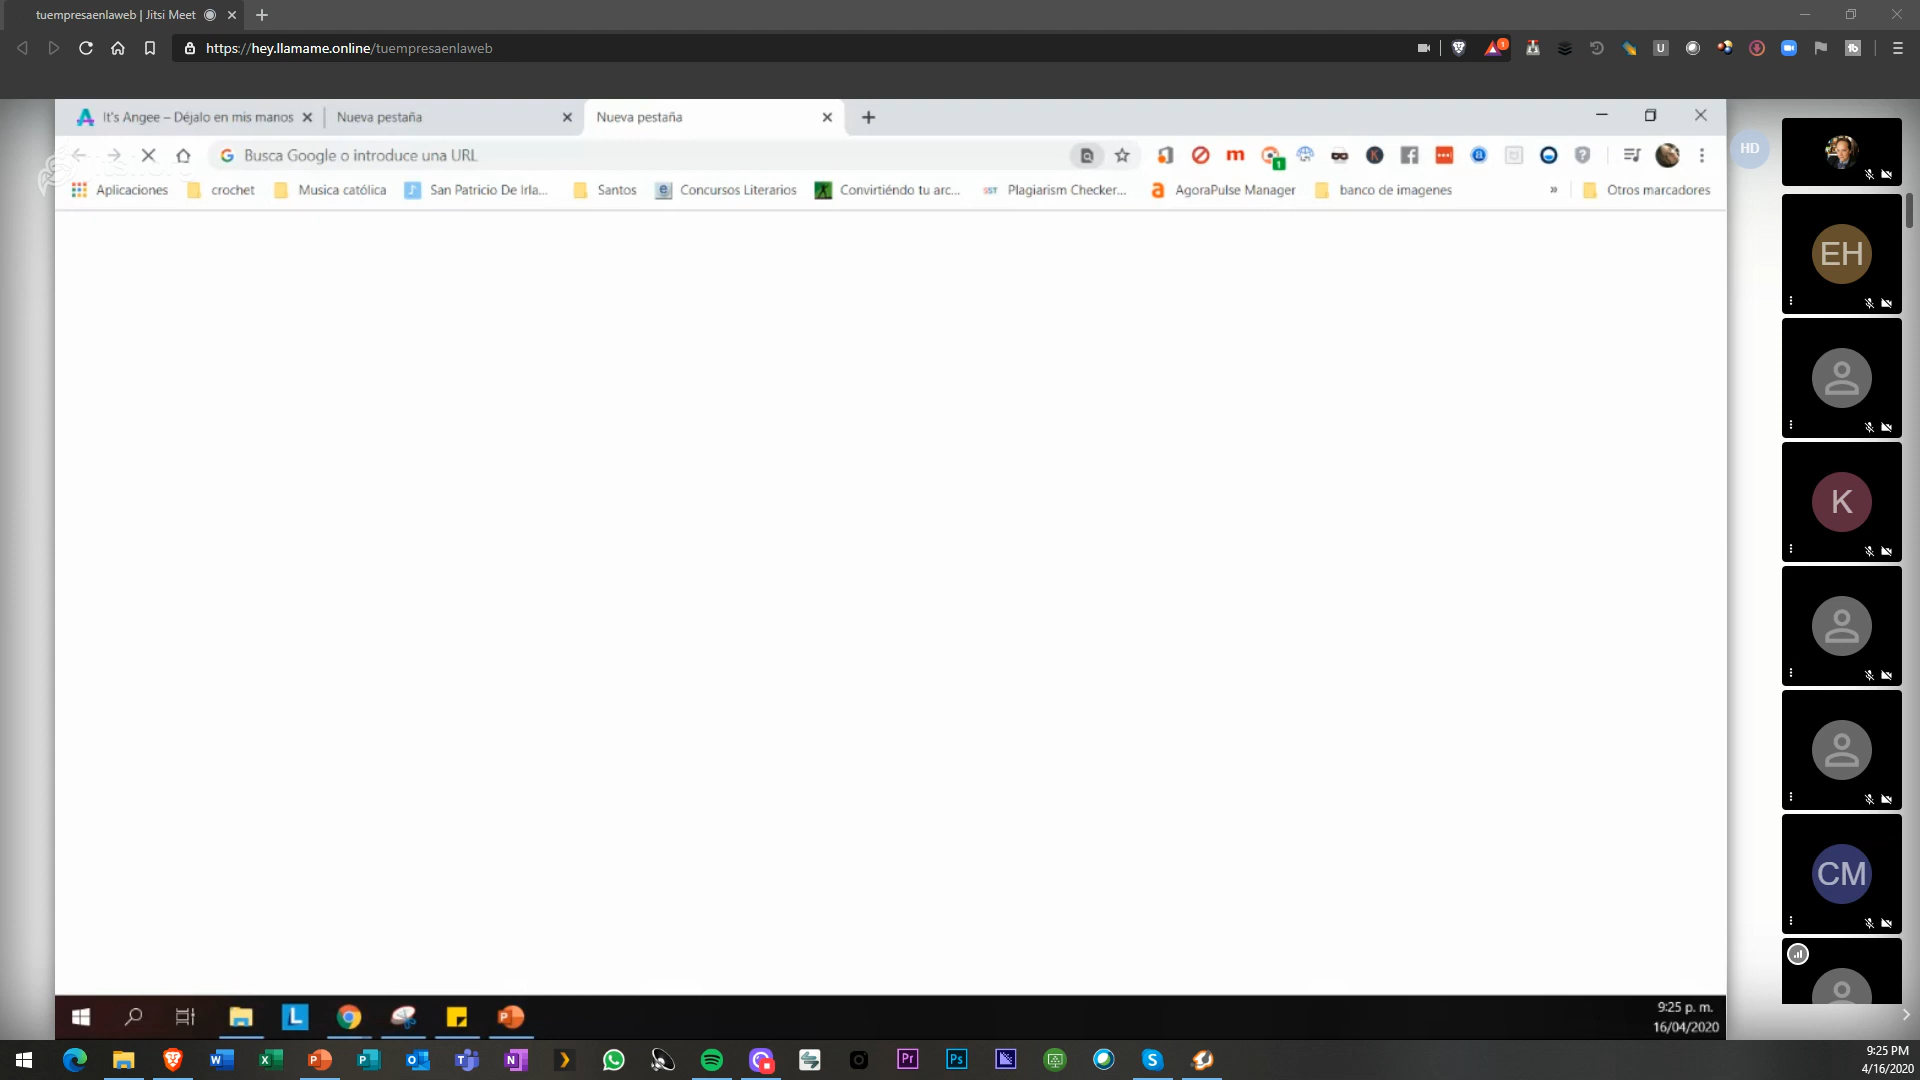 tuempresaenlaweb | Jitsi Meet
https://hey.llamame.online/tuempresaenlaweb
It's Angee – Déjalo en mis manos
Nueva pestaña
Nueva pestaña
Busca Google o introduce una URL
Aplicaciones
crochet
Musica católica
San Patricio De Irla...
Santos
Concursos Literarios
Convirtiéndo tu arc...
Plagiarism Checker...
AgoraPulse Manager
banco de imagenes
»
Otros marcadores
HD
EH
K
CM
9:25 p. m.
16/04/2020
9:25 PM
4/16/2020